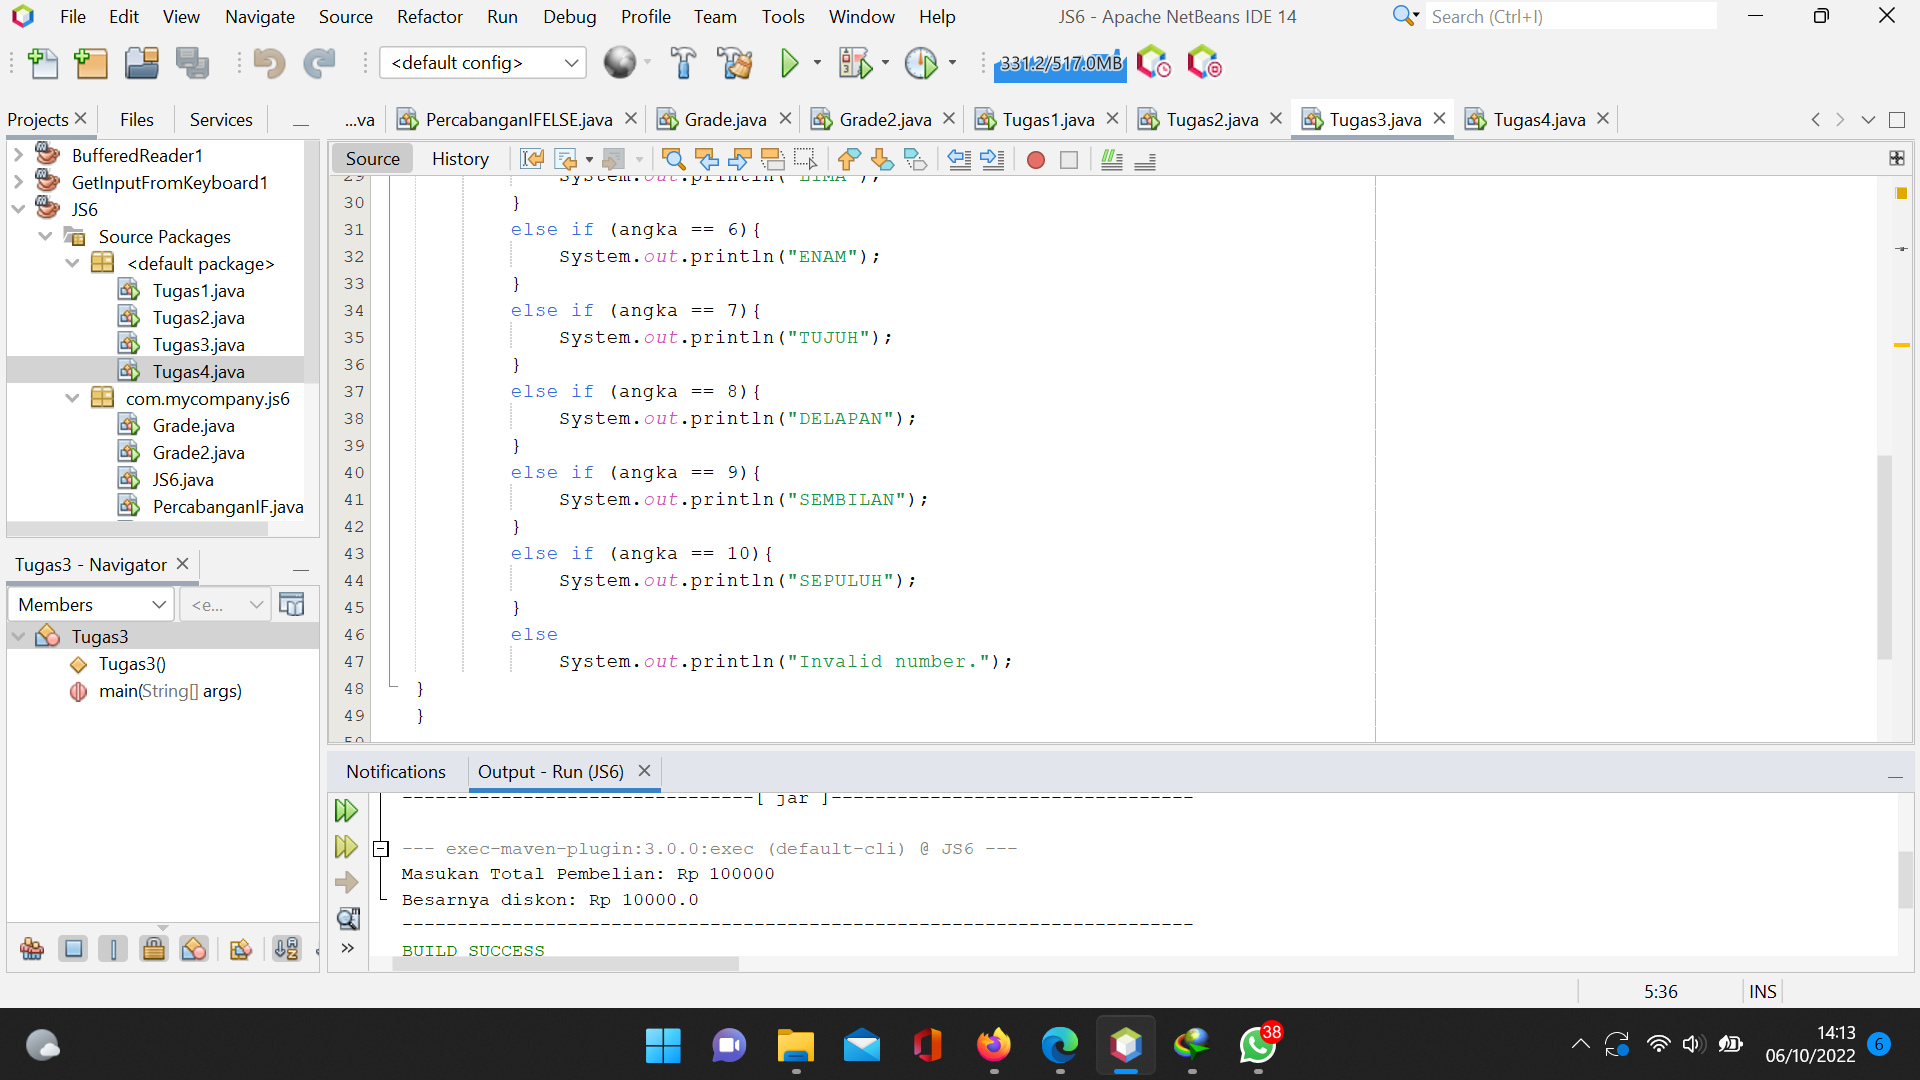 File Edit View Navigate Source Refactor Run Debug Profile Team Tools Window Help JS6 - Apache NetBeans IDE 14 Search (Ctrl+I)
<default config> 331.2/517.0MB
Projects Files Services ...va PercabanganIFELSE.java Grade.java Grade2.java Tugas1.java Tugas2.java Tugas3.java Tugas4.java
Source History
BufferedReader1
GetInputFromKeyboard1
JS6
Source Packages
<default package>
Tugas1.java
Tugas2.java
Tugas3.java
Tugas4.java
com.mycompany.js6
Grade.java
Grade2.java
JS6.java
PercabanganIF.java
Tugas3 - Navigator
Members <e...
Tugas3
Tugas3()
main(String[] args)
29 System.out.println("LIMA");
30 }
31 else if (angka == 6){
32 System.out.println("ENAM");
33 }
34 else if (angka == 7){
35 System.out.println("TUJUH");
36 }
37 else if (angka == 8){
38 System.out.println("DELAPAN");
39 }
40 else if (angka == 9){
41 System.out.println("SEMBILAN");
42 }
43 else if (angka == 10){
44 System.out.println("SEPULUH");
45 }
46 else
47 System.out.println("Invalid number.");
48 }
49 }
50
Notifications Output - Run (JS6)
--------------------------------[ jar ]---------------------------------
--- exec-maven-plugin:3.0.0:exec (default-cli) @ JS6 ---
Masukan Total Pembelian: Rp 100000
Besarnya diskon: Rp 10000.0
------------------------------------------------------------------------
BUILD SUCCESS
5:36 INS
38
14:13
06/10/2022 6